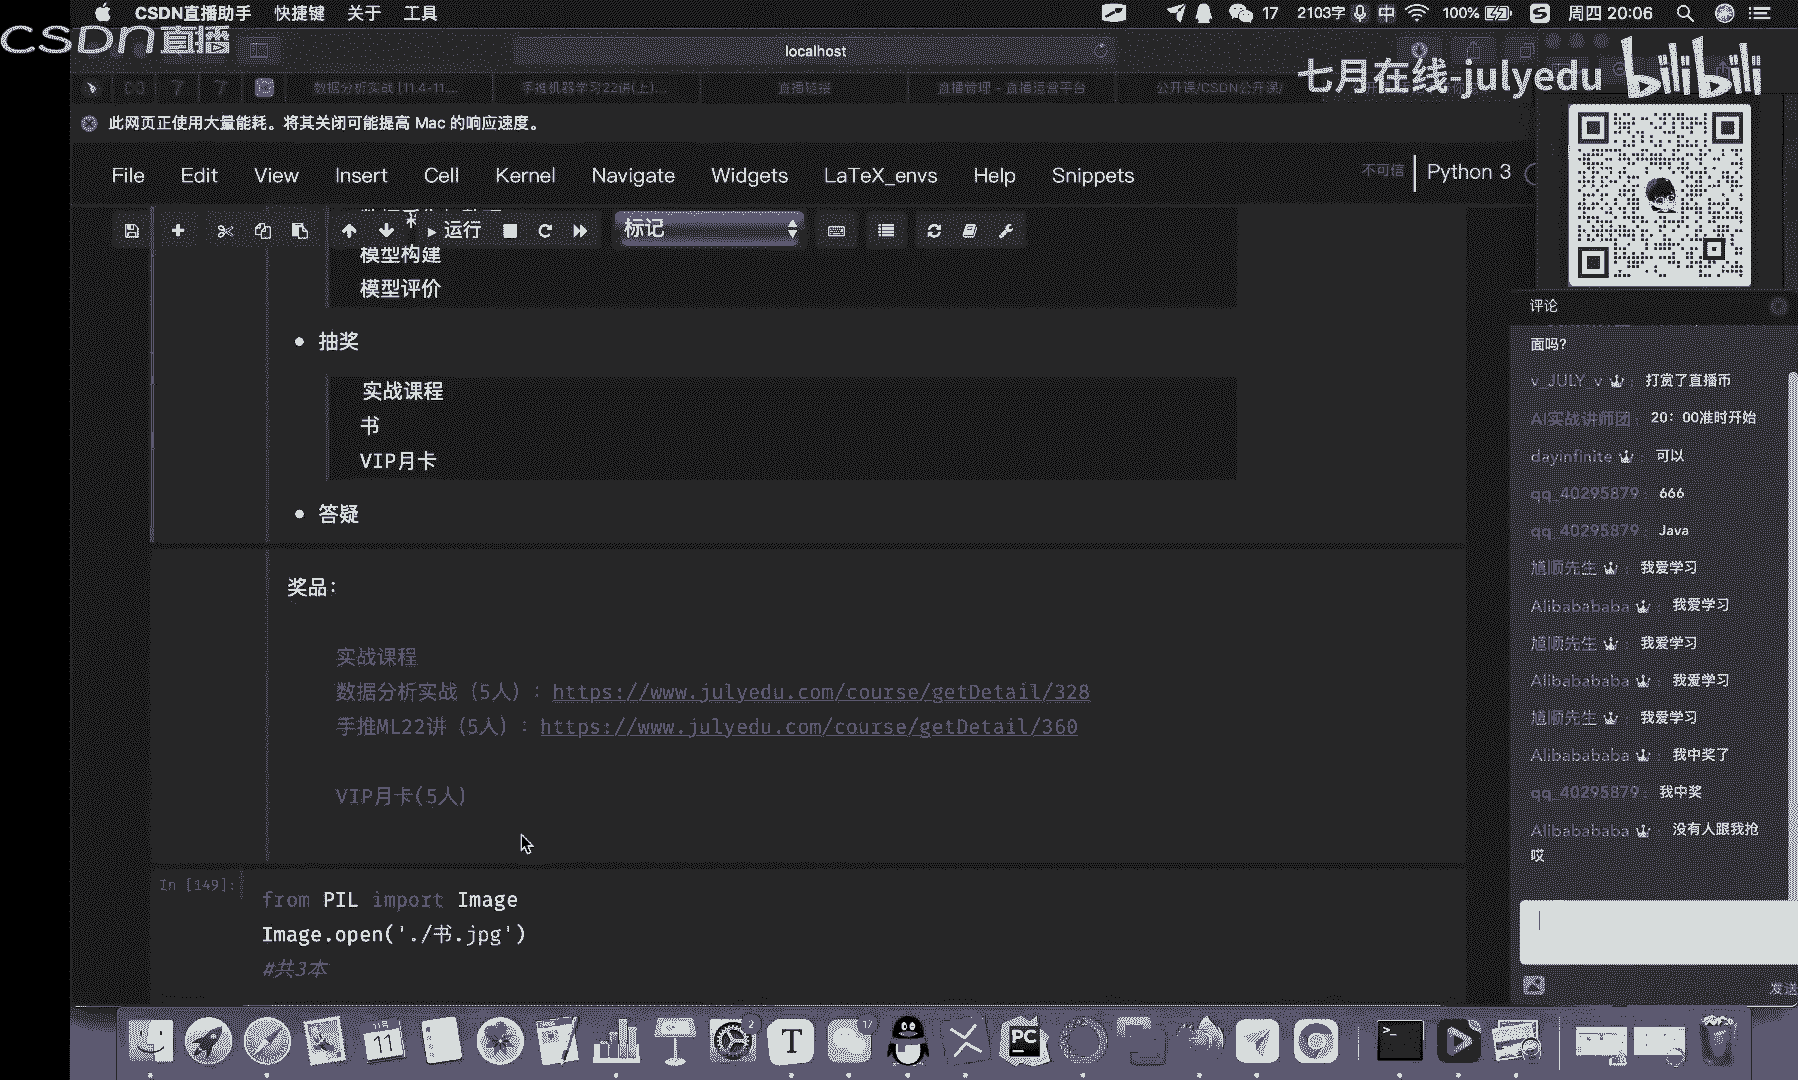 CSDN直播助手 快捷键 关于 工具
17 2103字 中 100% 周四 20:06
CSDN直播
localhost
七月在线-julyedu bilibili
数据分析实战 [11.4-11.... 手推机器学习22讲(上)... 直播链接 直播管理 - 直播运营平台 公开课/CSDN公开课/
此网页正使用大量能耗。将其关闭可能提高 Mac 的响应速度。
File Edit View Insert Cell Kernel Navigate Widgets LaTeX_envs Help Snippets
不可信 Python 3
运行 标记
模型构建
模型评价
抽奖
实战课程
书
VIP月卡
答疑
奖品：
实战课程
数据分析实战（5人）：https://www.julyedu.com/course/getDetail/328
手推ML22讲（5人）：https://www.julyedu.com/course/getDetail/360
VIP月卡(5人)
In [149]:
from PIL import Image
Image.open('./书.jpg')
#共3本
评论
面吗?
v_JULY_v 打赏了直播币
AI实战讲师团: 20：00准时开始
dayinfinite : 可以
qq_40295879: 666
qq_40295879: Java
馗顺先生 : 我爱学习
Alibabababa : 我爱学习
馗顺先生 : 我爱学习
Alibabababa : 我爱学习
馗顺先生 : 我爱学习
Alibabababa : 我中奖了
qq_40295879: 我中奖
Alibabababa : 没有人跟我抢
哎
发送
11
2
T
17
PC